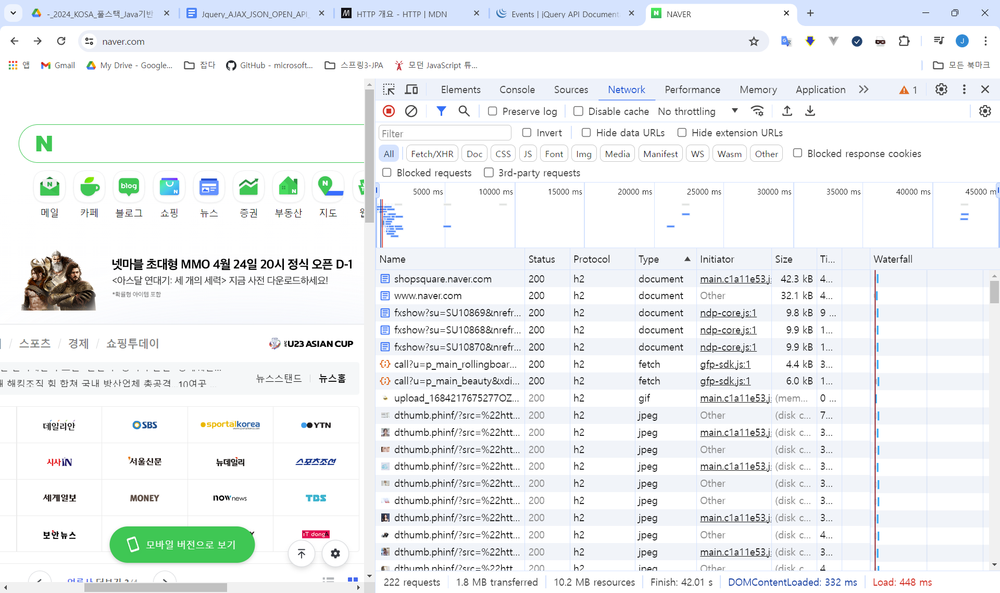 -_2024_KOSA_풀스택_Java기반
Jquery_AJAX_JSON_OPEN_API_
HTTP 개요 - HTTP | MDN
Events | jQuery API Document
NAVER
naver.com
J
앱
Gmail
My Drive - Google...
잡다
GitHub - microsoft...
스프링3-JPA
모던 JavaScript 튜...
모든 북마크
N
N
메일
카페
blog
블로그
N
쇼핑
뉴스
증권
N
부동산
N
지도
넷마블 초대형 MMO 4월 24일 20시 정식 오픈 D-1
<아스달 연대기: 세 개의 세력> 지금 사전 다운로드하세요!
*확률형 아이템 포함
/ 스포츠 / 경제 / 쇼핑투데이
AFC U23 ASIAN CUP
해킹조직 힘 합쳐 국내 방산업체 총공격...10여곳 ...
뉴스스탠드
뉴스홈
데일리안
SBS
sportalkorea
www.sportalkorea.com
YTN
시사IN
서울신문
뉴데일리
스포츠조선
세계일보
MONEY
now news
TBS
보안뉴스
Y
iT dongA
모바일 버전으로 보기
언론사 더보기 3/4
Elements
Console
Sources
Network
Performance
Memory
Application
1
Preserve log
Disable cache
No throttling
Filter
Invert
Hide data URLs
Hide extension URLs
All
Fetch/XHR
Doc
CSS
JS
Font
Img
Media
Manifest
WS
Wasm
Other
Blocked response cookies
Blocked requests
3rd-party requests
5000 ms
10000 ms
15000 ms
20000 ms
25000 ms
30000 ms
35000 ms
40000 ms
45000 m
Name Status Protocol Type Initiator Size Ti... Waterfall
shopsquare.naver.com 200 h2 document main.c1a11e53.js 42.3 kB 4...
www.naver.com 200 h2 document Other 32.1 kB 4...
fxshow?su=SU10869&nrefr... 200 h2 document ndp-core.js:1 9.8 kB 9 ...
fxshow?su=SU10868&nrefr... 200 h2 document ndp-core.js:1 9.9 kB 1...
fxshow?su=SU10870&nrefr... 200 h2 document ndp-core.js:1 9.9 kB 1...
call?u=p_main_rollingboar... 200 h2 fetch gfp-sdk.js:1 4.4 kB 3...
call?u=p_main_beauty&xdi... 200 h2 fetch gfp-sdk.js:1 6.0 kB 1...
upload_1684217675277OZ... 200 h2 gif main.c1a11e53.js (mem... 0 ...
dthumb.phinf/?src=%22htt... 200 h2 jpeg Other (disk c... 7...
dthumb.phinf/?src=%22htt... 200 h2 jpeg main.c1a11e53.js (disk c... 3...
dthumb.phinf/?src=%22htt... 200 h2 jpeg Other (disk c... 3...
dthumb.phinf/?src=%22htt... 200 h2 jpeg main.c1a11e53.js (disk c... 3...
dthumb.phinf/?src=%22htt... 200 h2 jpeg Other (disk c... 3...
dthumb.phinf/?src=%22htt... 200 h2 jpeg Other (disk c... 3...
dthumb.phinf/?src=%22htt... 200 h2 jpeg main.c1a11e53.js (disk c... 3...
dthumb.phinf/?src=%22htt... 200 h2 jpeg Other (disk c... 4...
dthumb.phinf/?src=%22htt... 200 h2 jpeg main.c1a11e53.js (disk c... 3...
dthumb.phinf/?src=%22htt... 200 h2 jpeg Other (disk c... 4...
222 requests
1.8 MB transferred
10.2 MB resources
Finish: 42.01 s
DOMContentLoaded: 332 ms
Load: 448 ms